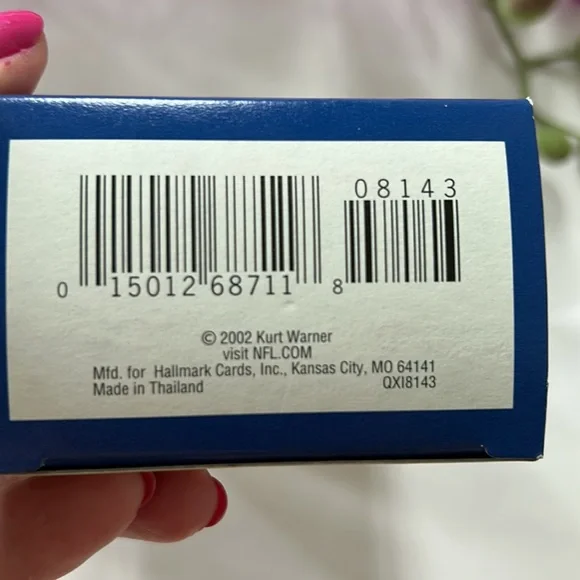 08143
0 15012 68711 8
© 2002 Kurt Warner
visit NFL.COM
Mfd. for Hallmark Cards, Inc., Kansas City, MO 64141
Made in Thailand QXI8143